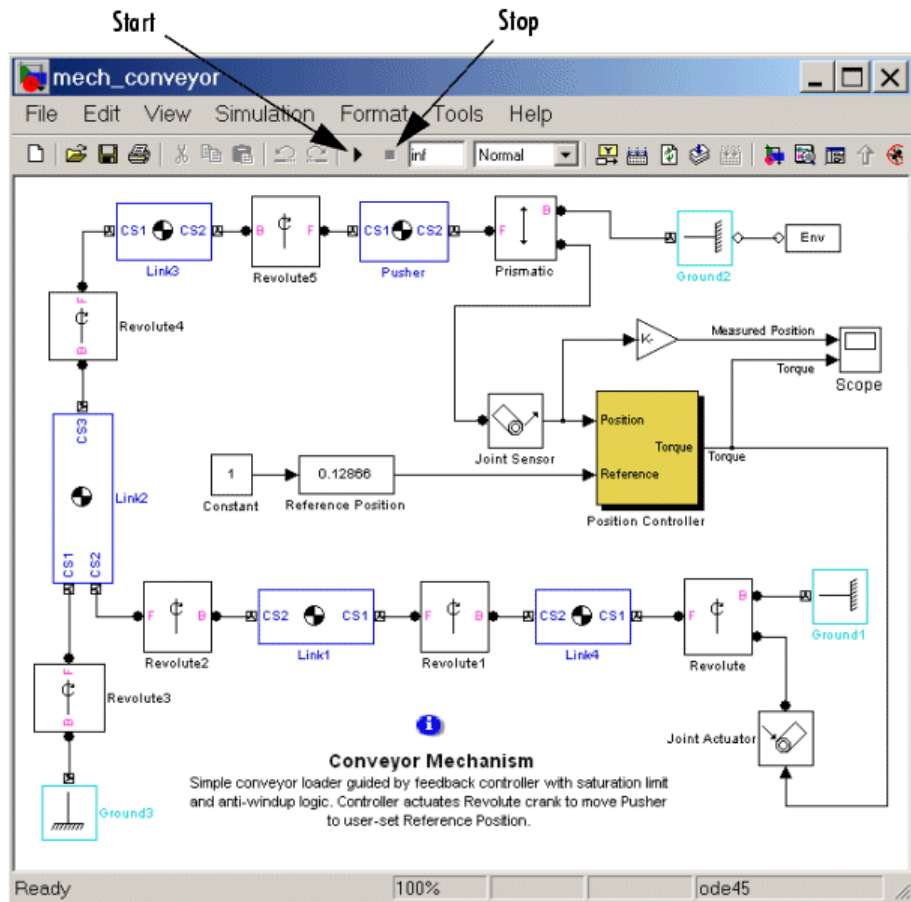 Start Stop
mech_conveyor
File Edit View Simulation Format Tools Help
inf Normal
CS1 CS2
Link3
B F
Revolute5
CS1 CS2
Pusher
F B
Prismatic
Ground2
Env
F
B
Revolute4
K-
Measured Position
Torque
Scope
CS3
CS1 CS2
Link2
Joint Sensor
Position
Reference
Torque
Position Controller
Torque
1
Constant
0.12866
Reference Position
F B
Revolute2
CS2 CS1
Link1
F B
Revolute1
CS2 CS1
Link4
F B
Revolute
Ground1
F
B
Revolute3
Joint Actuator
Ground3
i
Conveyor Mechanism
Simple conveyor loader guided by feedback controller with saturation limit
and anti-windup logic. Controller actuates Revolute crank to move Pusher
to user-set Reference Position.
Ready 100% ode45